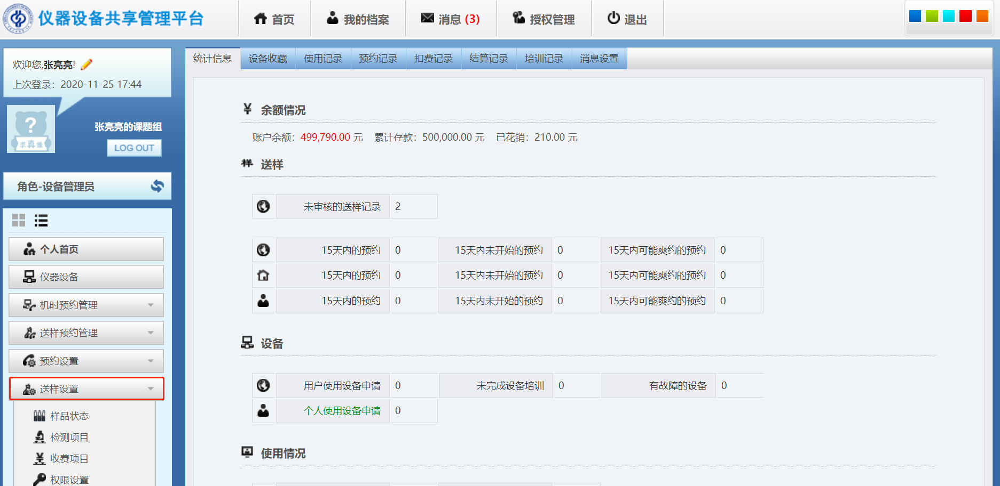 仪器设备共享管理平台
首页
我的档案
消息 (3)
授权管理
退出
欢迎您,张亮亮!
上次登录：2020-11-25 17:44
?
求真像
张亮亮的课题组
LOG OUT
角色-设备管理员
个人首页
仪器设备
机时预约管理
送样预约管理
预约设置
送样设置
样品状态
检测项目
收费项目
权限设置
统计信息 设备收藏 使用记录 预约记录 扣费记录 结算记录 培训记录 消息设置
¥ 余额情况
账户余额：499,790.00 元 累计存款：500,000.00 元 已花销：210.00 元
样 送样
未审核的送样记录 2
15天内的预约 0 15天内未开始的预约 0 15天内可能爽约的预约 0
15天内的预约 0 15天内未开始的预约 0 15天内可能爽约的预约 0
15天内的预约 0 15天内未开始的预约 0 15天内可能爽约的预约 0
设备
用户使用设备申请 0 未完成设备培训 0 有故障的设备 0
个人使用设备申请 0
使用情况